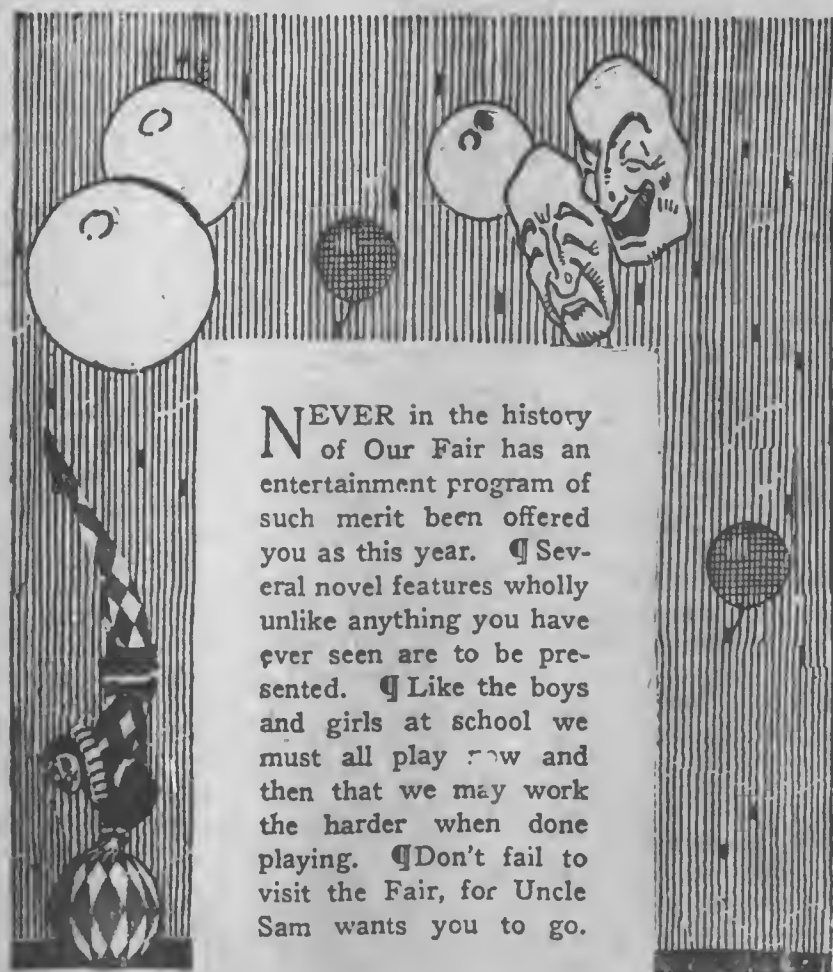 NEVER in the history
of Our Fair has an
entertainment program of
such merit been offered
you as this year. ¶ Sev-
eral novel features wholly
unlike anything you have
ever seen are to be pre-
sented. ¶ Like the boys
and girls at school we
must all play now and
then that we may work
the harder when done
playing. ¶Don't fail to
visit the Fair, for Uncle
Sam wants you to go.